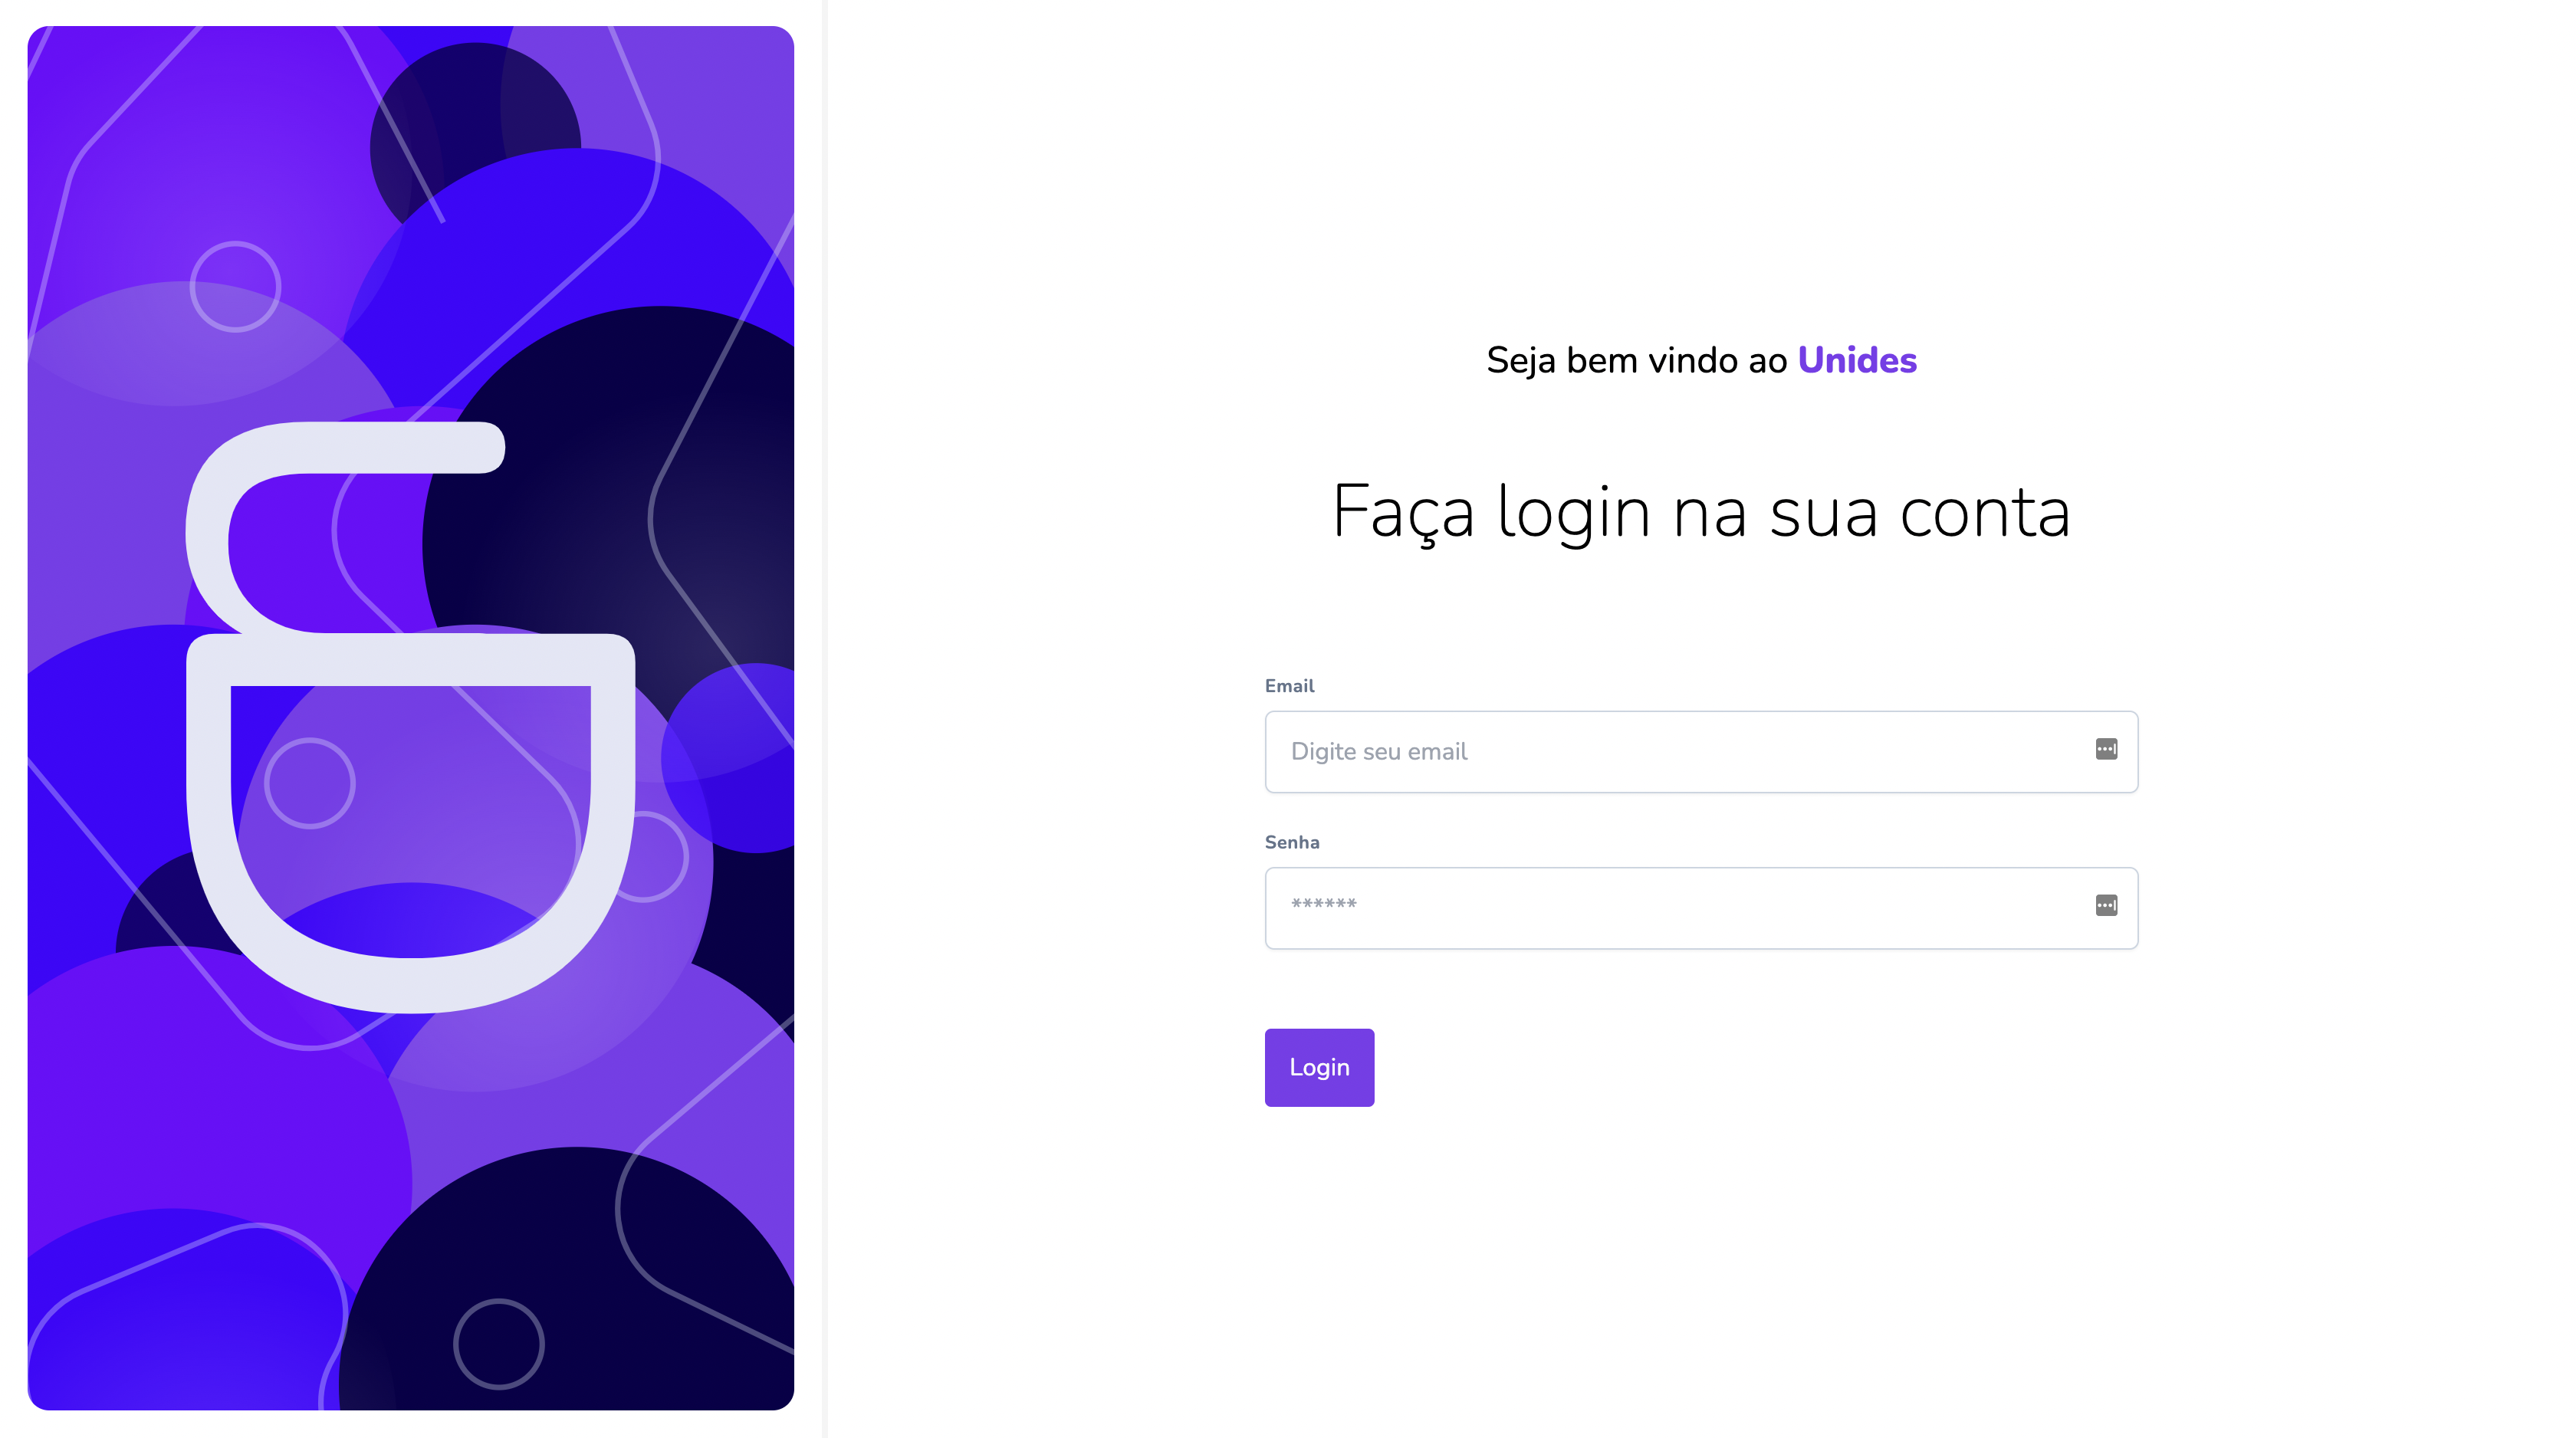 Seja bem vindo ao Unides
Faça login na sua conta
Email
Digite seu email
Senha
******
Login